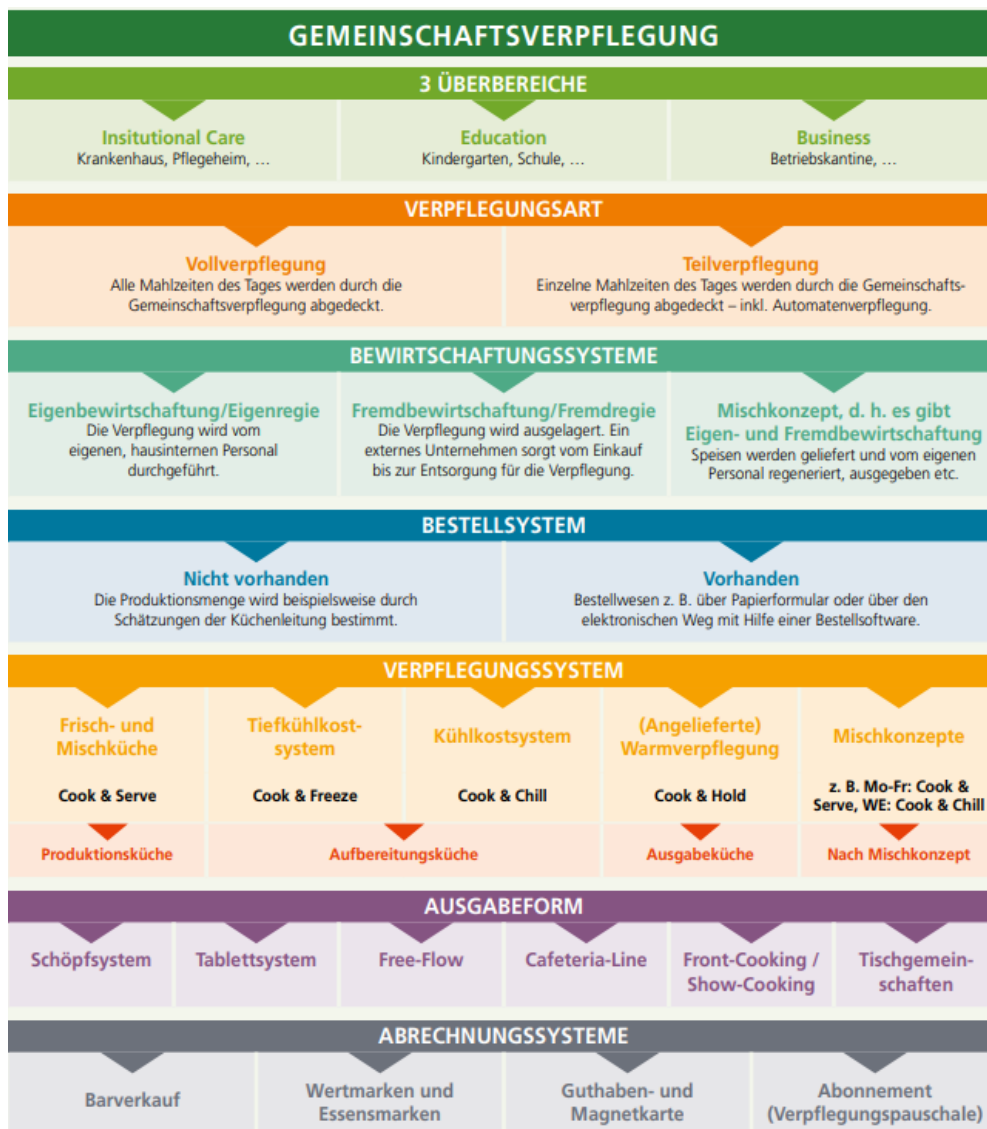 GEMEINSCHAFTSVERPFLEGUNG
3 ÜBERBEREICHE
Insitutional Care
Krankenhaus, Pflegeheim, …
Education
Kindergarten, Schule, …
Business
Betriebskantine, …
VERPFLEGUNGSART
Vollverpflegung
Alle Mahlzeiten des Tages werden durch die
Gemeinschaftsverpflegung abgedeckt.
Teilverpflegung
Einzelne Mahlzeiten des Tages werden durch die Gemeinschafts-
verpflegung abgedeckt – inkl. Automatenverpflegung.
BEWIRTSCHAFTUNGSSYSTEME
Eigenbewirtschaftung/Eigenregie
Die Verpflegung wird vom
eigenen, hausinternen Personal
durchgeführt.
Fremdbewirtschaftung/Fremdregie
Die Verpflegung wird ausgelagert. Ein
externes Unternehmen sorgt vom Einkauf
bis zur Entsorgung für die Verpflegung.
Mischkonzept, d. h. es gibt
Eigen- und Fremdbewirtschaftung
Speisen werden geliefert und vom eigenen
Personal regeneriert, ausgegeben etc.
BESTELLSYSTEM
Nicht vorhanden
Die Produktionsmenge wird beispielsweise durch
Schätzungen der Küchenleitung bestimmt.
Vorhanden
Bestellwesen z. B. über Papierformular oder über den
elektronischen Weg mit Hilfe einer Bestellsoftware.
VERPFLEGUNGSSYSTEM
Frisch- und
Mischküche
Cook & Serve
Tiefkühlkost-
system
Cook & Freeze
Kühlkostsystem
Cook & Chill
(Angelieferte)
Warmverpflegung
Cook & Hold
Mischkonzepte
z. B. Mo-Fr: Cook &
Serve, WE: Cook & Chill
Produktionsküche
Aufbereitungsküche
Ausgabeküche
Nach Mischkonzept
AUSGABEFORM
Schöpfsystem
Tablettsystem
Free-Flow
Cafeteria-Line
Front-Cooking /
Show-Cooking
Tischgemein-
schaften
ABRECHNUNGSSYSTEME
Barverkauf
Wertmarken und
Essensmarken
Guthaben- und
Magnetkarte
Abonnement
(Verpflegungspauschale)